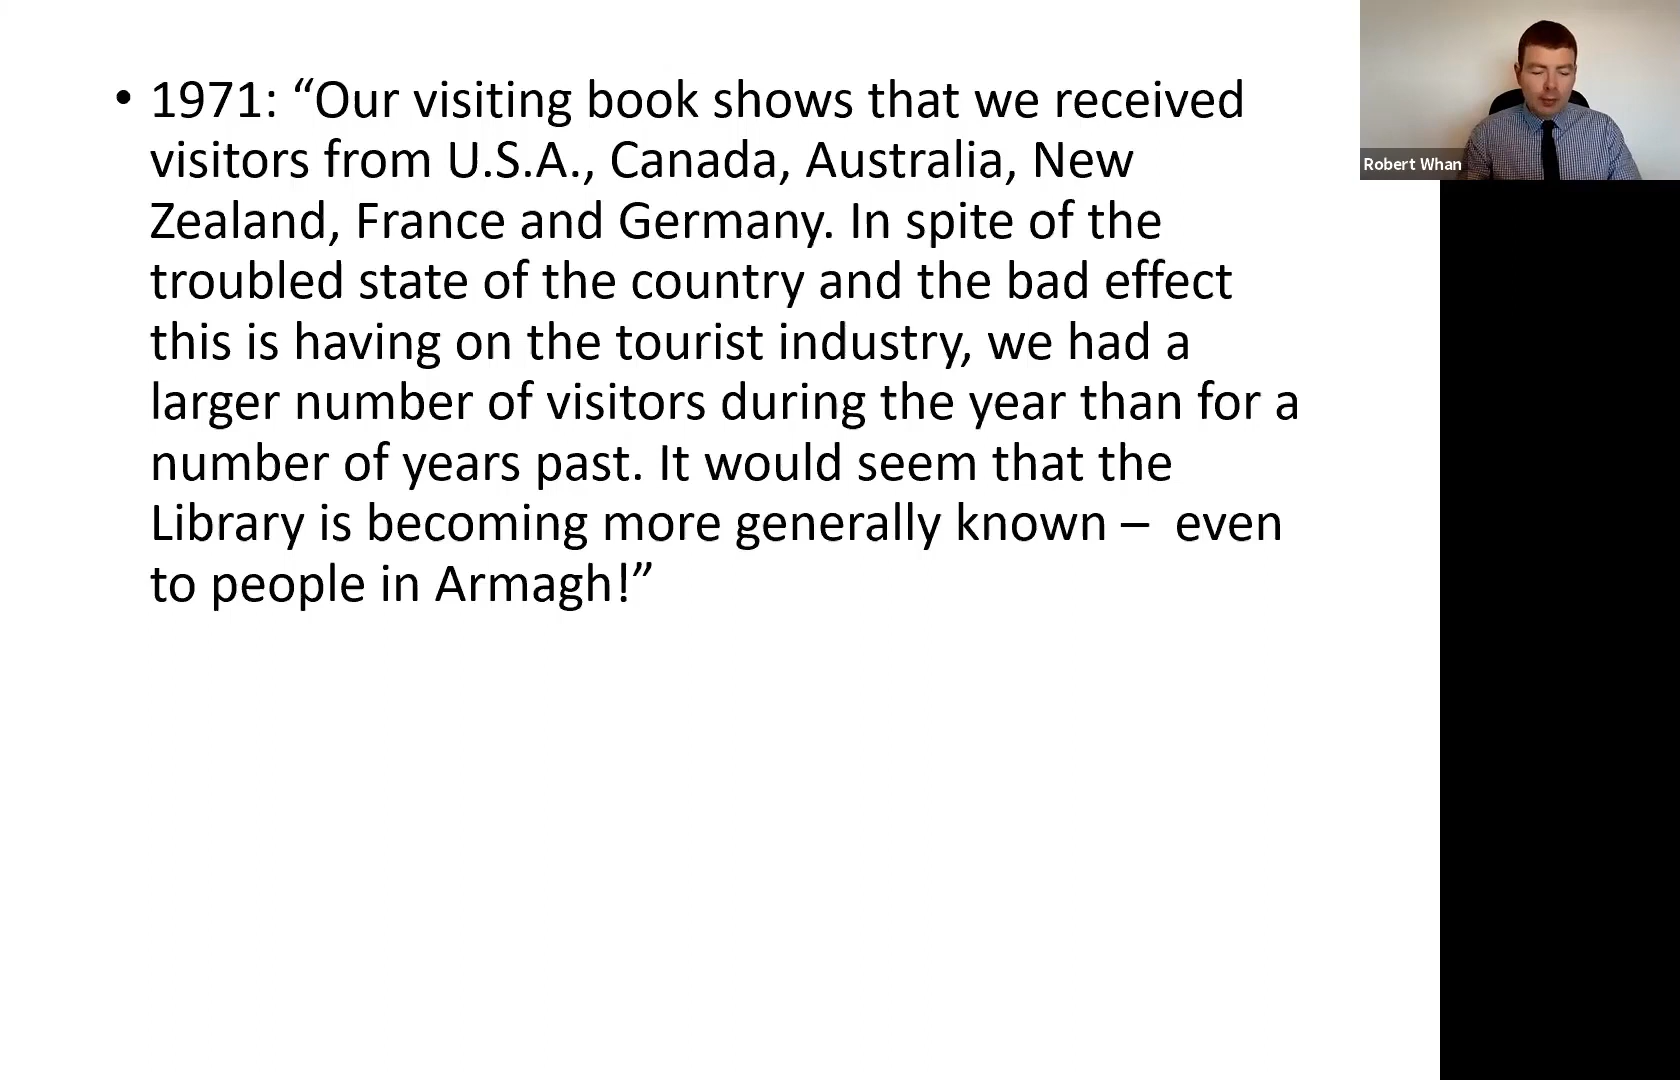 • 1971: “Our visiting book shows that we received
visitors from U.S.A., Canada, Australia, New
Zealand, France and Germany. In spite of the
troubled state of the country and the bad effect
this is having on the tourist industry, we had a
larger number of visitors during the year than for a
number of years past. It would seem that the
Library is becoming more generally known –  even
to people in Armagh!”
Robert Whan